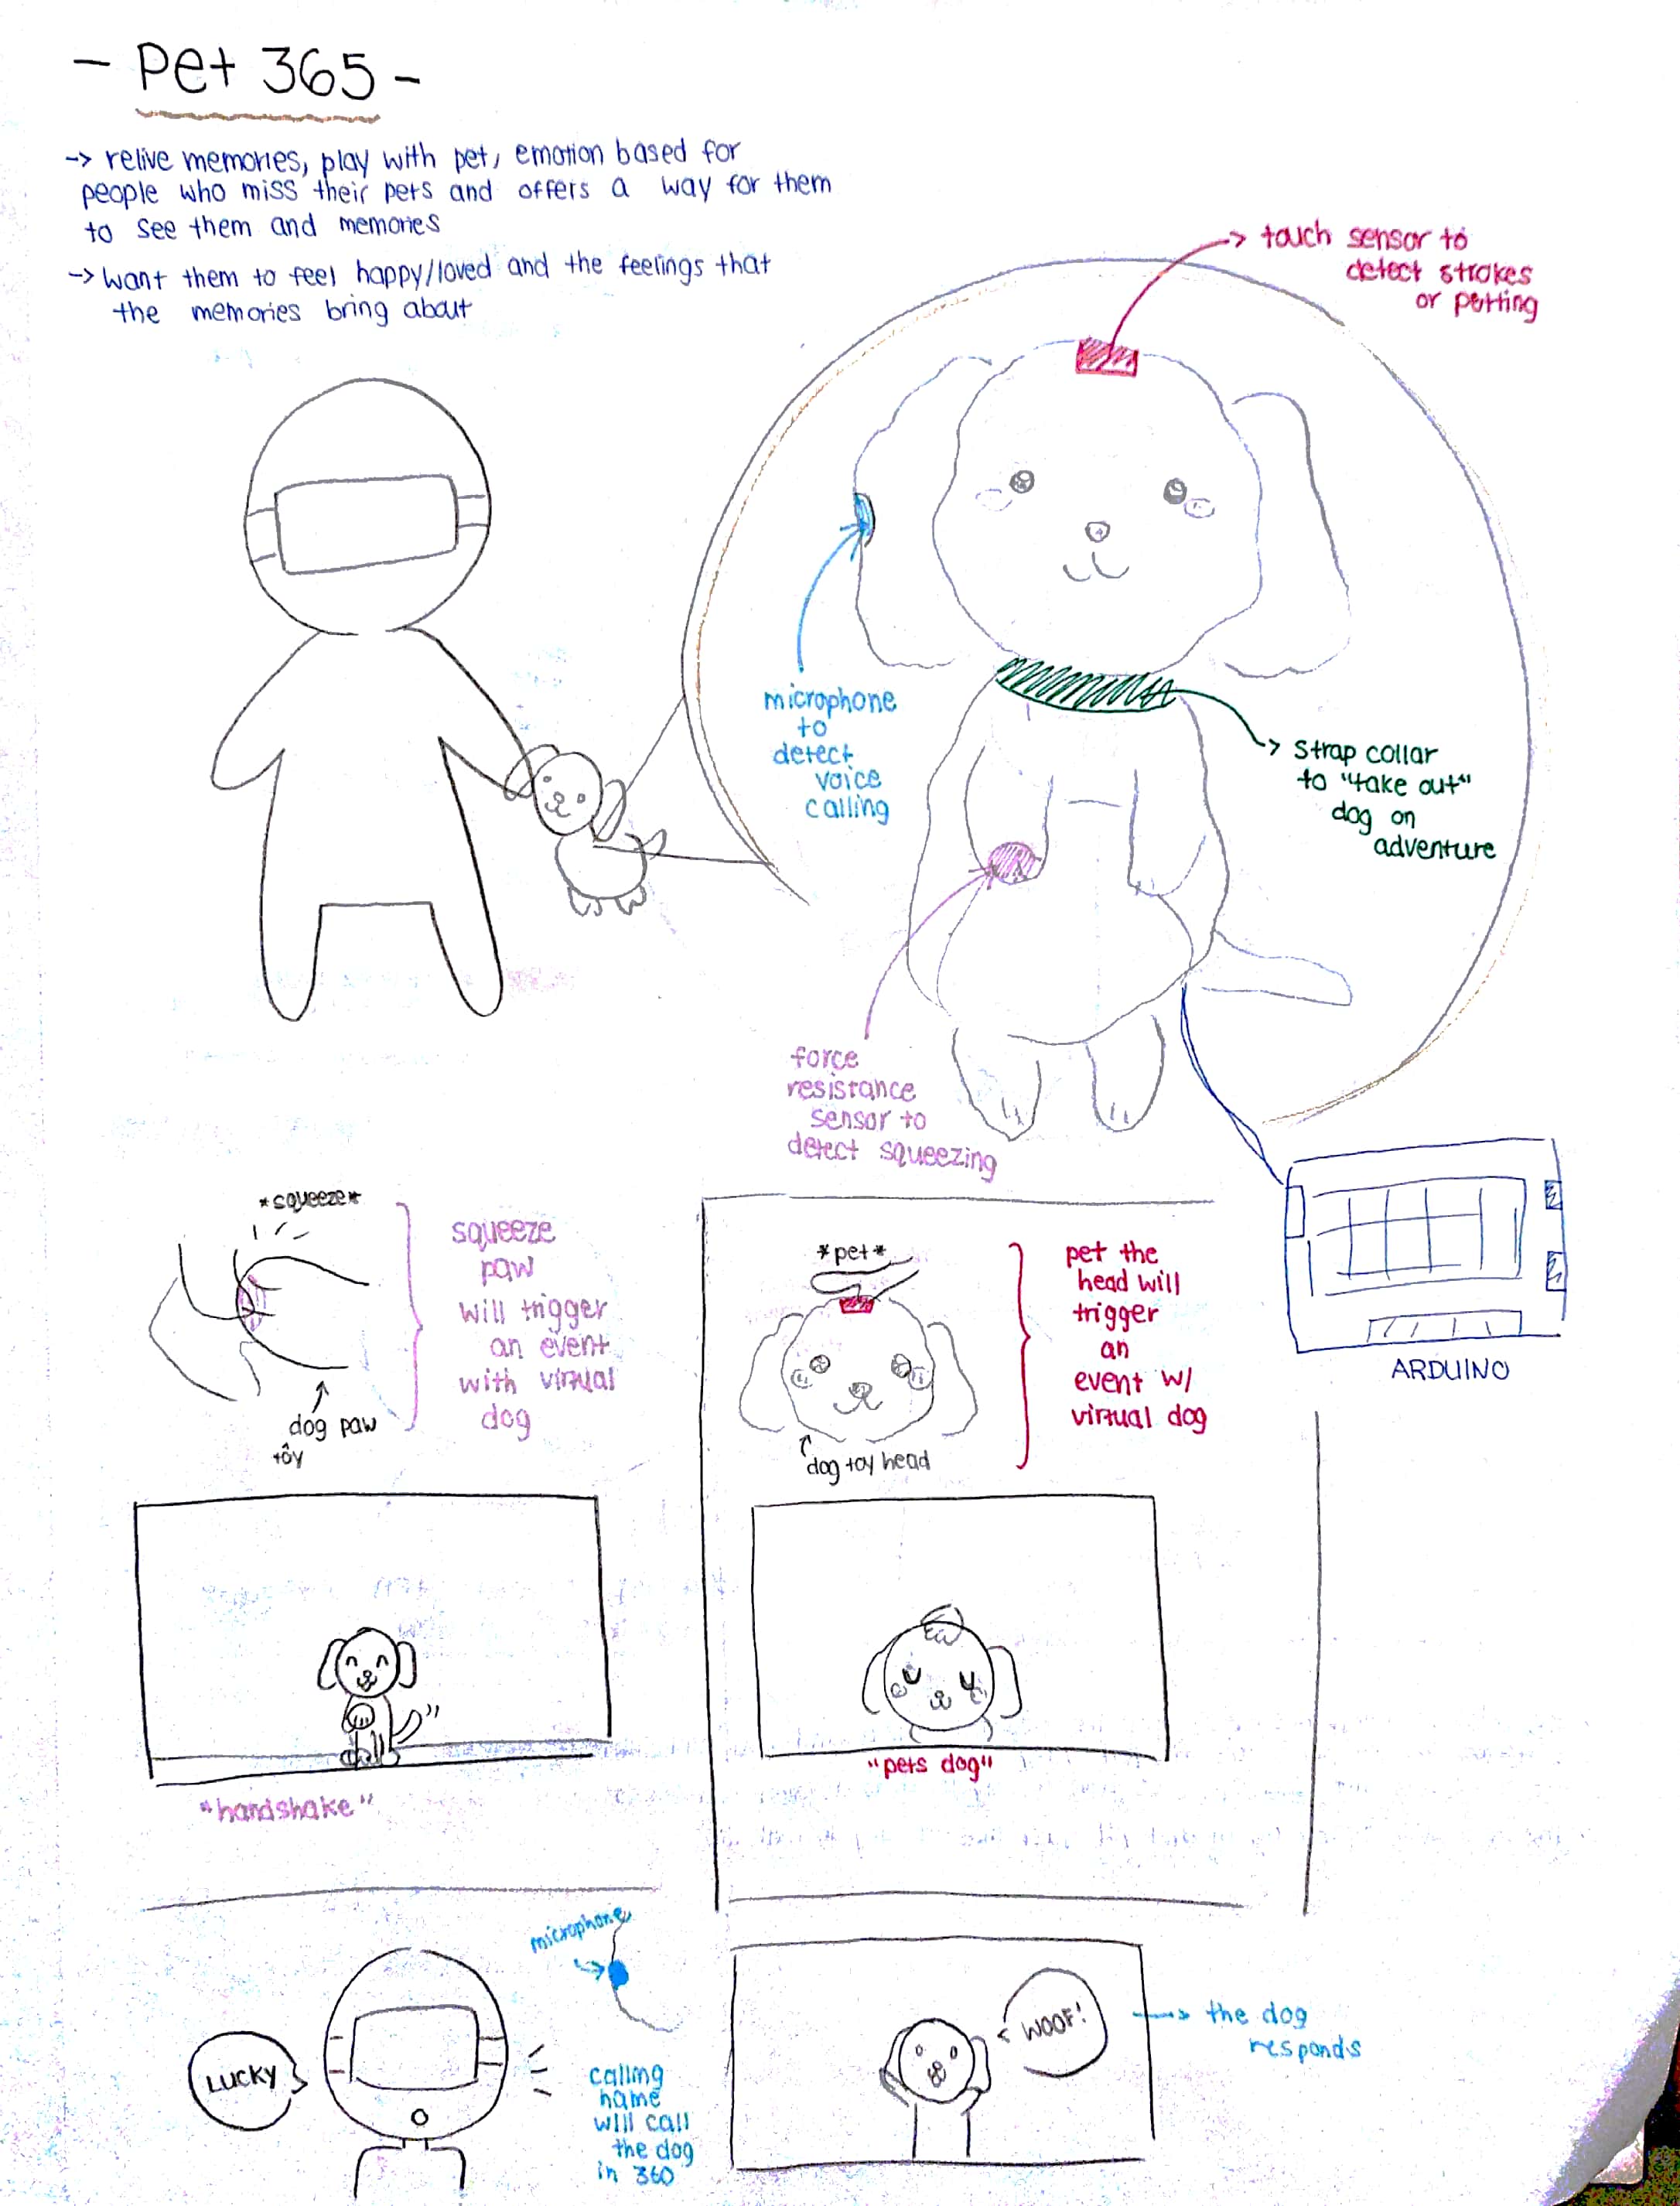 - Pet 365 -
-> relive memories, play with pet, emotion based for
people who miss their pets and offers a way for them
to see them and memories
-> want them to feel happy/loved and the feelings that
the memories bring about
-> touch sensor to
detect strokes
or petting
microphone
to
detect
voice
calling
-> strap collar
to "take out"
dog on
adventure
force
resistance
sensor to
detect squeezing
ARDUINO
*squeeze*
squeeze
paw
will trigger
an event
with virtual
dog
dog paw
toy
"handshake"
*pet*
pet the
head will
trigger
an
event w/
virtual dog
dog toy head
"pets dog"
microphone
LUCKY
calling
name
will call
the dog
in 360
WOOF!
-> the dog
responds